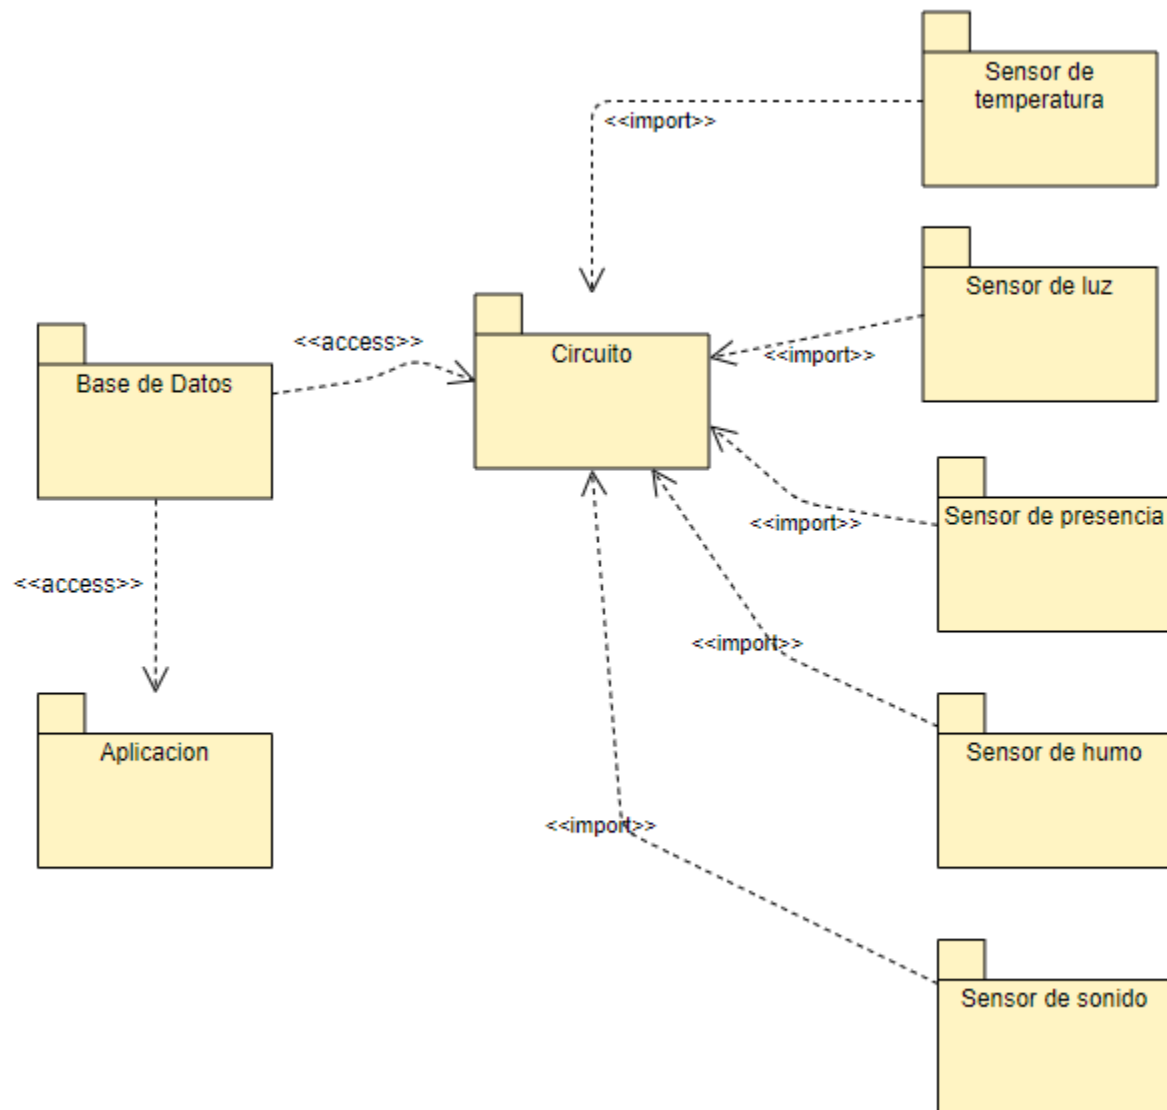 Sensor de
temperatura
<<import>>
Sensor de luz
<<import>>
<<access>>
Circuito
Base de Datos
Sensor de presencia
<<import>>
<<access>>
<<import>>
Aplicacion
Sensor de humo
<<import>>
Sensor de sonido